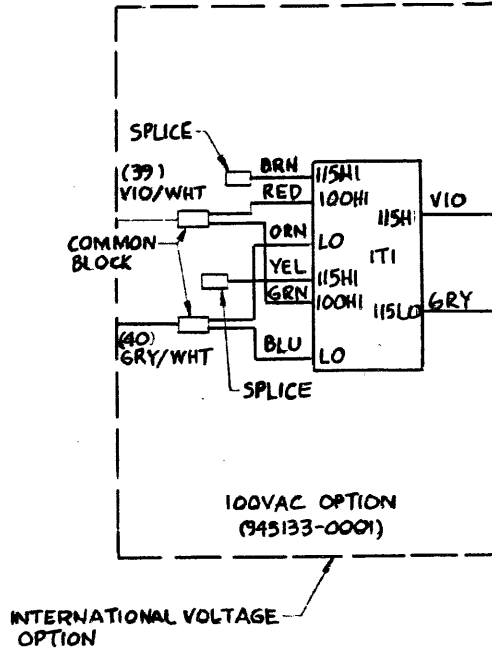 SPLICE
(39)
VIO/WHT
BRN
RED
115HI
100HI
115HI
VIO
COMMON
BLOCK
ORN
LO
IT1
YEL
115HI
GRN
100HI
115LO
GRY
(40)
GRY/WHT
BLU
LO
SPLICE
100VAC OPTION
(945133-0001)
INTERNATIONAL VOLTAGE
OPTION